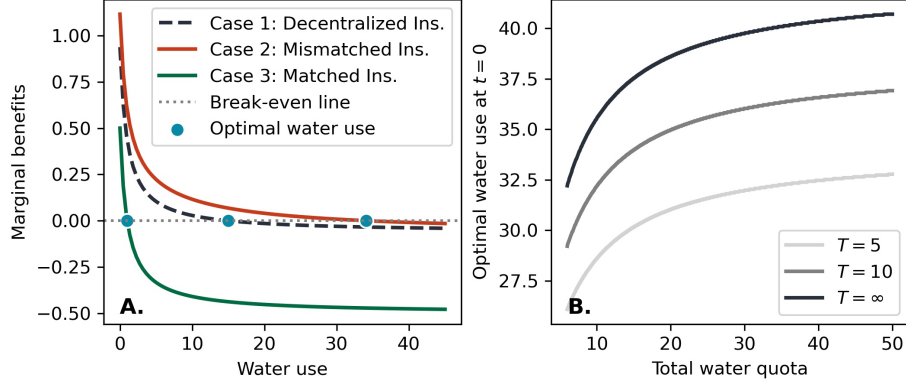 Marginal benefits
1.00
0.75
0.50
0.25
0.00
−0.25
−0.50
Case 1: Decentralized Ins.
Case 2: Mismatched Ins.
Case 3: Matched Ins.
Break-even line
Optimal water use
A.
0
10
20
30
40
Water use
Optimal water use at t = 0
40.0
37.5
35.0
32.5
30.0
27.5
T = 5
T = 10
T = ∞
B.
10
20
30
40
50
Total water quota